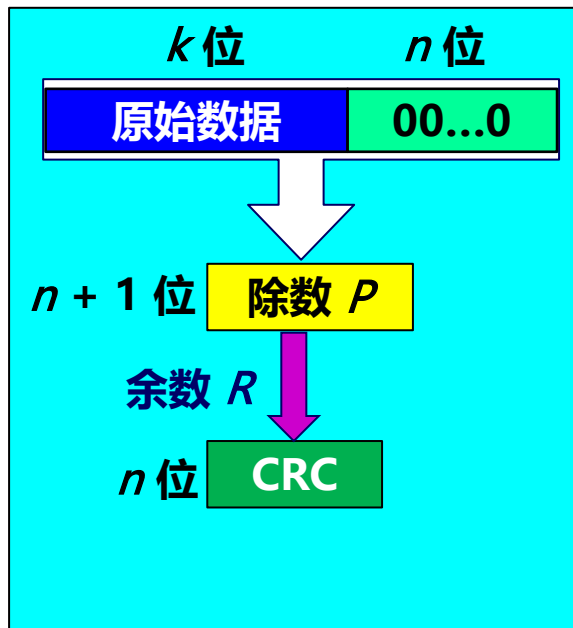 k 位 n 位
原始数据 00...0
n + 1 位 除数 P
余数 R
n 位 CRC